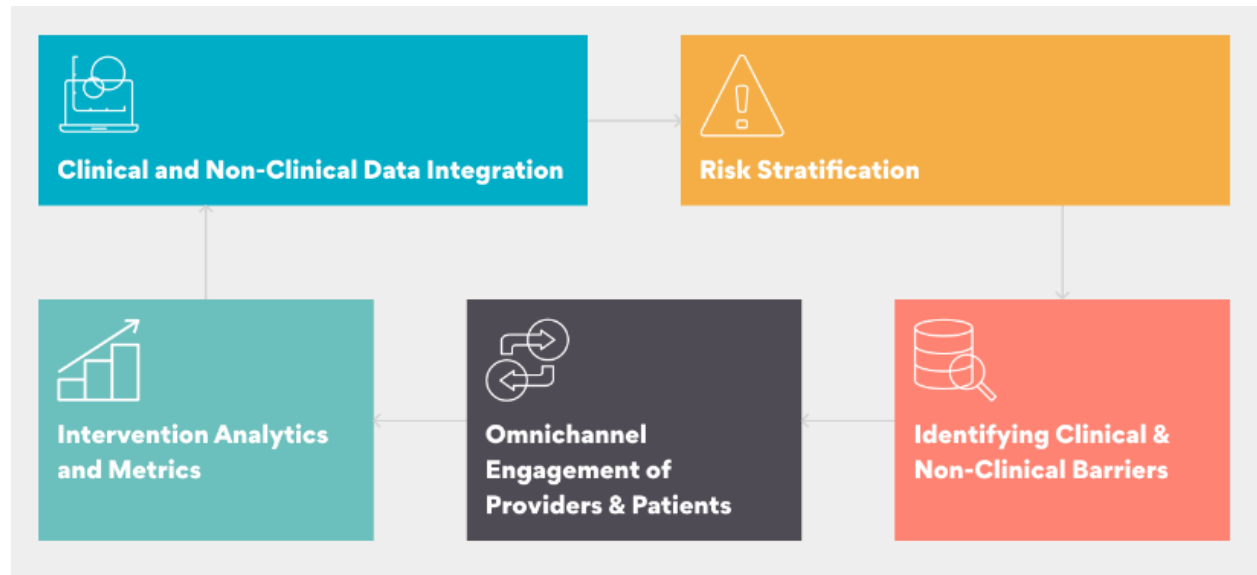 Clinical and Non-Clinical Data Integration
Risk Stratification
Intervention Analytics
and Metrics
Omnichannel
Engagement of
Providers & Patients
Identifying Clinical &
Non-Clinical Barriers